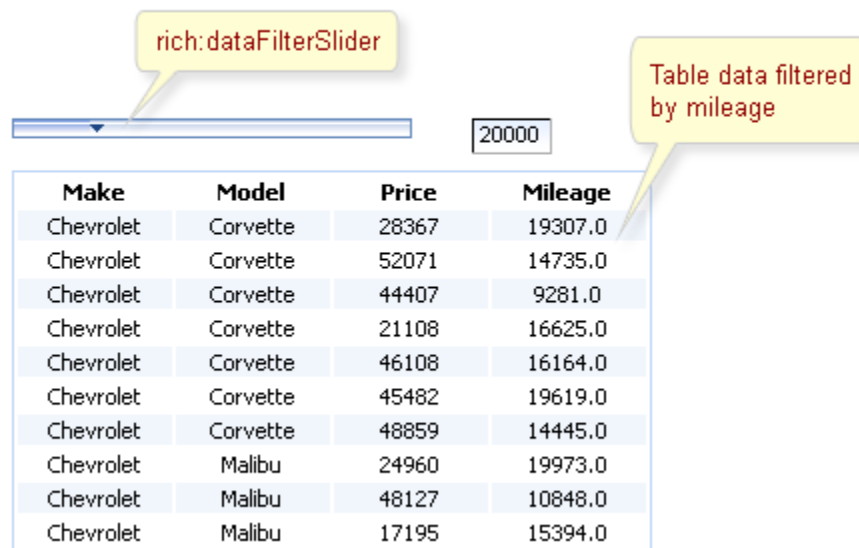 rich:dataFilterSlider
Table data filtered
by mileage
20000
Make Model Price Mileage
Chevrolet Corvette 28367 19307.0
Chevrolet Corvette 52071 14735.0
Chevrolet Corvette 44407 9281.0
Chevrolet Corvette 21108 16625.0
Chevrolet Corvette 46108 16164.0
Chevrolet Corvette 45482 19619.0
Chevrolet Corvette 48859 14445.0
Chevrolet Malibu 24960 19973.0
Chevrolet Malibu 48127 10848.0
Chevrolet Malibu 17195 15394.0